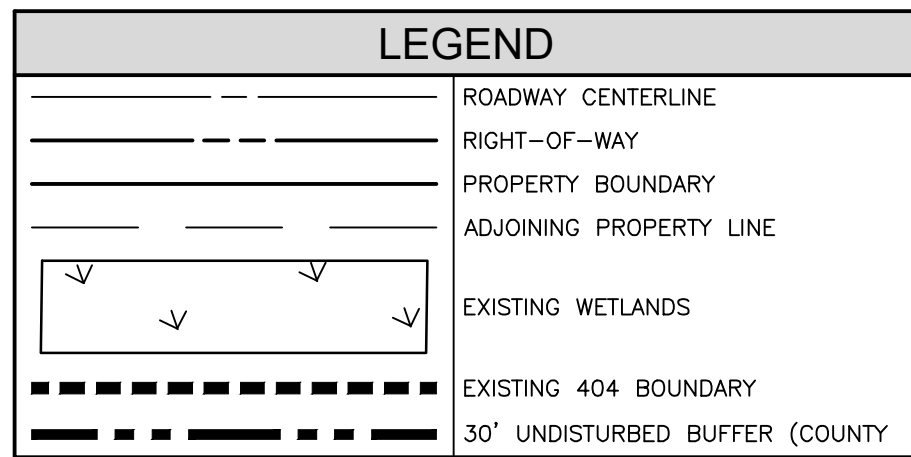 LEGEND
ROADWAY CENTERLINE
RIGHT-OF-WAY
PROPERTY BOUNDARY
ADJOINING PROPERTY LINE
EXISTING WETLANDS
EXISTING 404 BOUNDARY
30' UNDISTURBED BUFFER (COUNTY